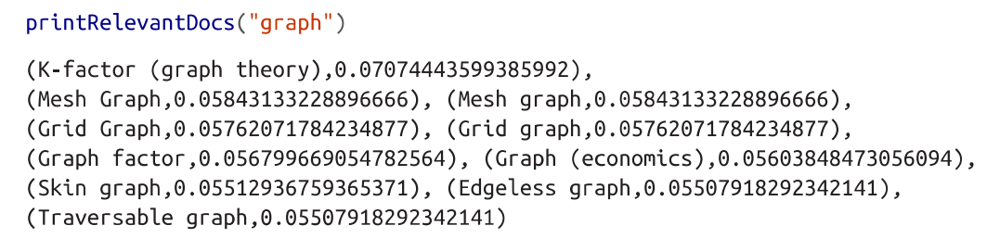 printRelevantDocs("graph")
(K-factor (graph theory),0.07074443599385992),
(Mesh Graph,0.05843133228896666), (Mesh graph,0.05843133228896666),
(Grid Graph,0.05762071784234877), (Grid graph,0.05762071784234877),
(Graph factor,0.056799669054782564), (Graph (economics),0.05603848473056094),
(Skin graph,0.05512936759365371), (Edgeless graph,0.05507918292342141),
(Traversable graph,0.05507918292342141)